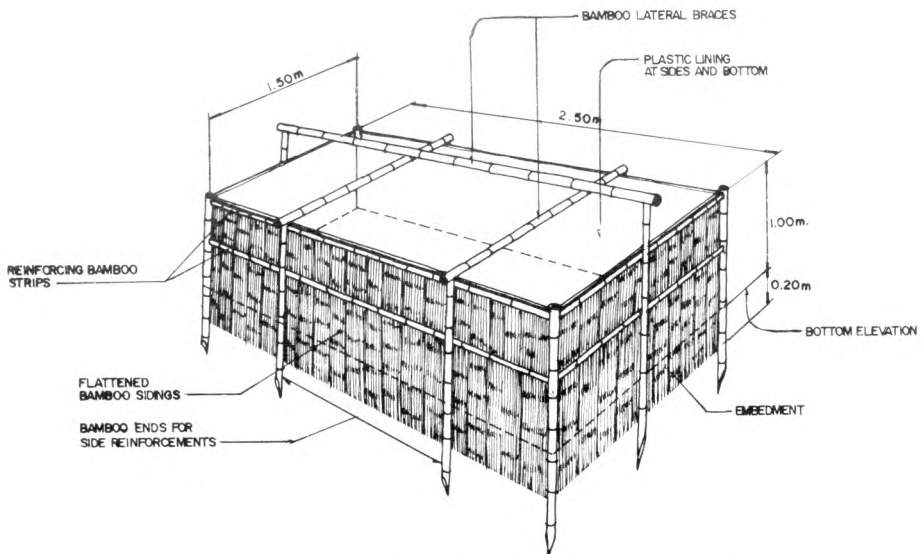 BAMBOO LATERAL BRACES
PLASTIC LINING
AT SIDES AND BOTTOM
1.50m
2.50m
1.00m.
0.20m
REINFORCING BAMBOO
STRIPS
BOTTOM ELEVATION
FLATTENED
BAMBOO SIDINGS
EMBEDMENT
BAMBOO ENDS FOR
SIDE REINFORCEMENTS